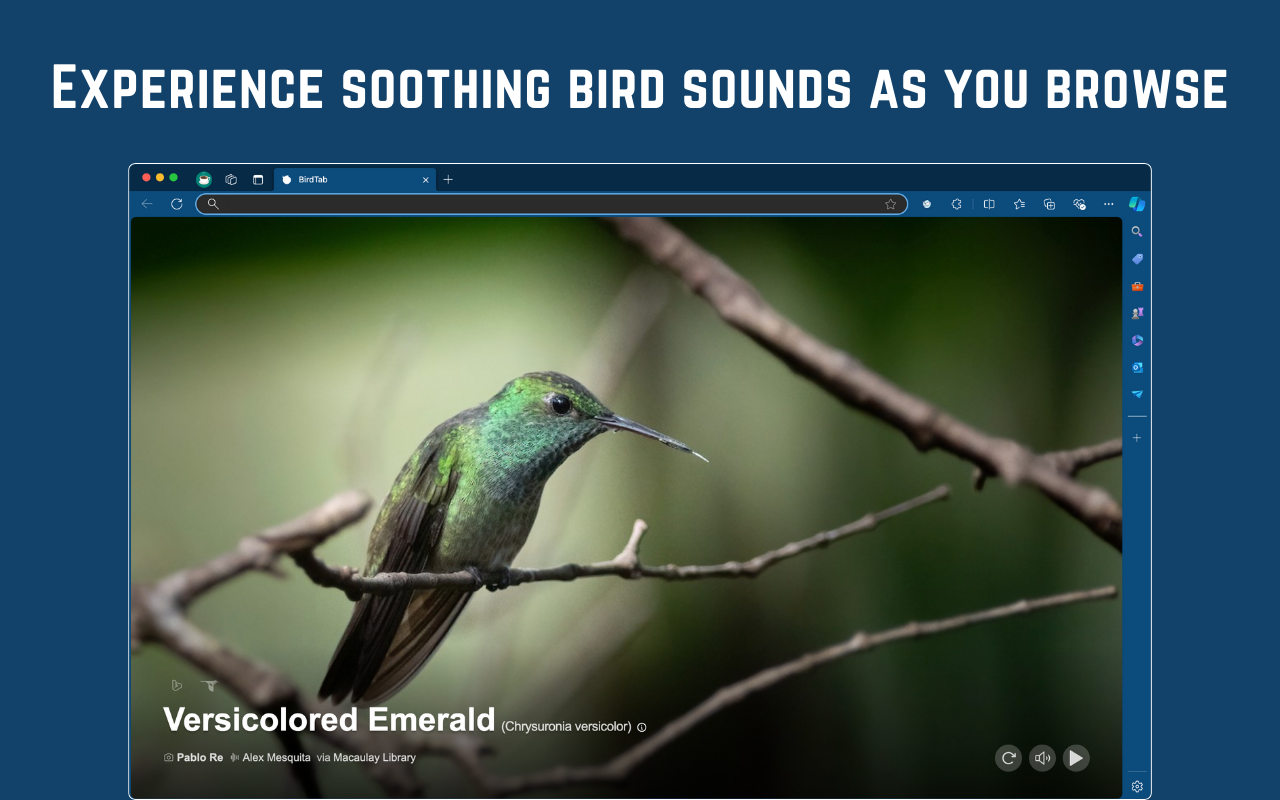 Experience soothing bird sounds as you browse
BirdTab
Versicolored Emerald (Chrysuronia versicolor)
Pablo Re Alex Mesquita via Macaulay Library